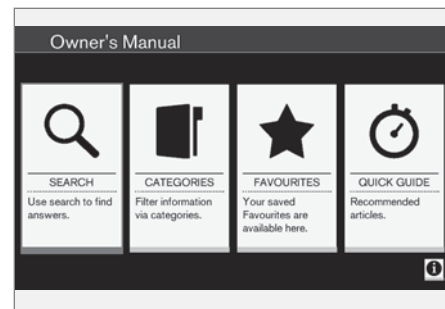 Owner's Manual
SEARCH
Use search to find
answers.
CATEGORIES
Filter information
via categories.
FAVOURITES
Your saved
Favourites are
available here.
QUICK GUIDE
Recommended
articles.
i